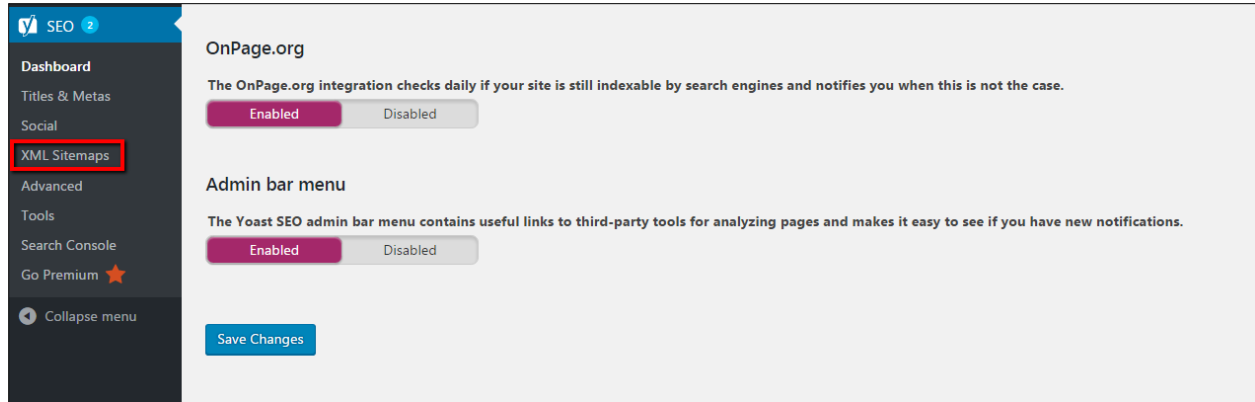 SEO 2
Dashboard
Titles & Metas
Social
XML Sitemaps
Advanced
Tools
Search Console
Go Premium
Collapse menu
OnPage.org
The OnPage.org integration checks daily if your site is still indexable by search engines and notifies you when this is not the case.
Enabled Disabled
Admin bar menu
The Yoast SEO admin bar menu contains useful links to third-party tools for analyzing pages and makes it easy to see if you have new notifications.
Enabled Disabled
Save Changes